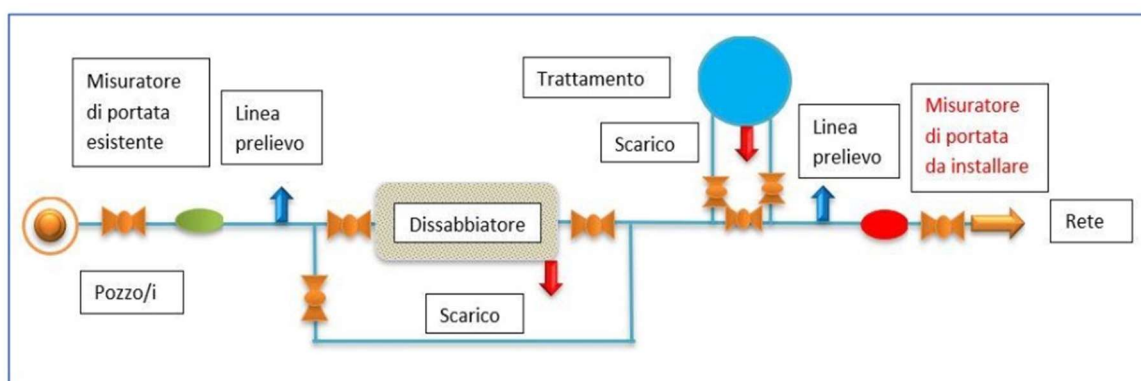 Misuratore
di portata
esistente
Linea
prelievo
Trattamento
Scarico
Linea
prelievo
Misuratore
di portata
da installare
Dissabbiatore
Rete
Pozzo/i
Scarico